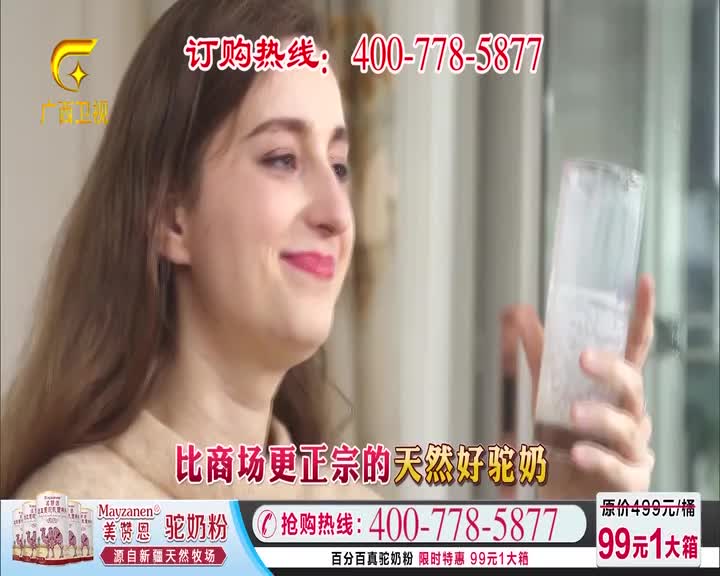 订购热线：400-778-5877
广西卫视
比商场更正宗的天然好驼奶
Mayzanen®
美赞恩
驼奶粉
源自新疆天然牧场
抢购热线：400-778-5877
百分百真驼奶粉 限时特惠 99元1大箱
原价499元/桶
99元1大箱